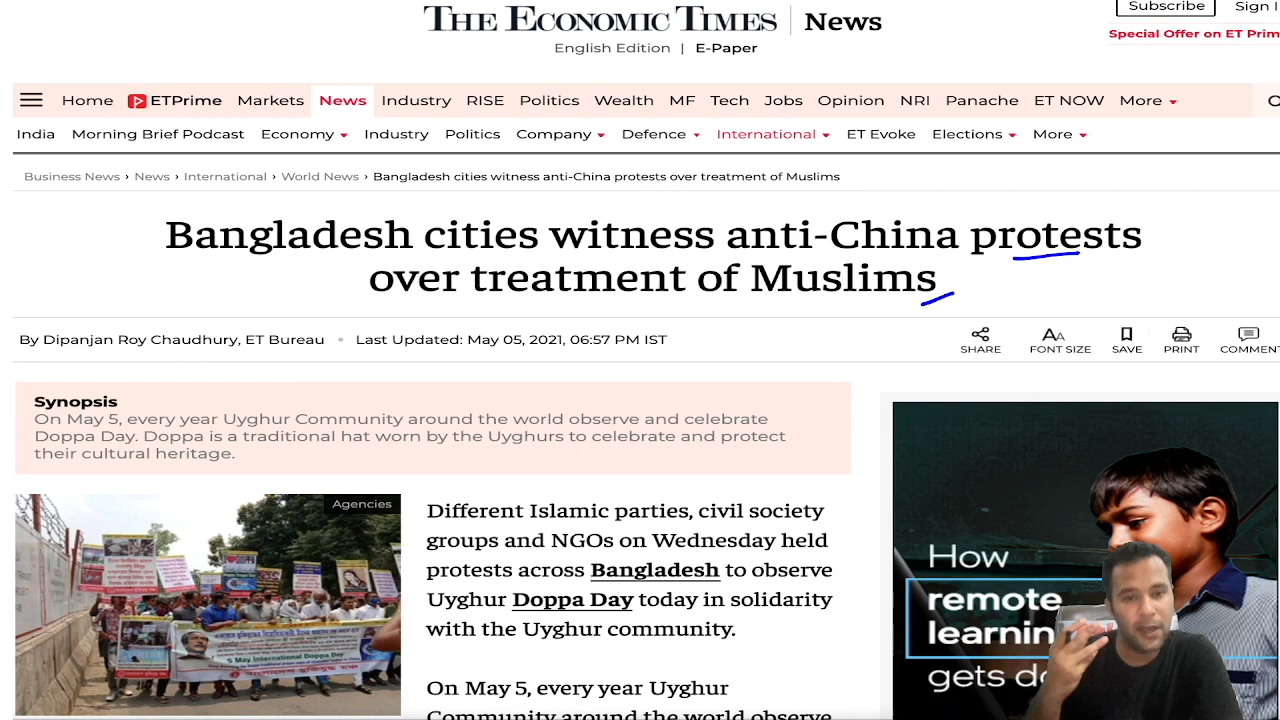 THE ECONOMIC TIMES | News
English Edition | E-Paper
Subscribe Sign I
Special Offer on ET Prim
Home ETPrime Markets News Industry RISE Politics Wealth MF Tech Jobs Opinion NRI Panache ET NOW More
India Morning Brief Podcast Economy Industry Politics Company Defence International ET Evoke Elections More
Business News › News › International › World News › Bangladesh cities witness anti-China protests over treatment of Muslims
Bangladesh cities witness anti-China protests
over treatment of Muslims
By Dipanjan Roy Chaudhury, ET Bureau • Last Updated: May 05, 2021, 06:57 PM IST
SHARE FONT SIZE SAVE PRINT COMMENT
Synopsis
On May 5, every year Uyghur Community around the world observe and celebrate
Doppa Day. Doppa is a traditional hat worn by the Uyghurs to celebrate and protect
their cultural heritage.
Agencies
5 May International Doppa Day
Different Islamic parties, civil society
groups and NGOs on Wednesday held
protests across Bangladesh to observe
Uyghur Doppa Day today in solidarity
with the Uyghur community.
On May 5, every year Uyghur
Community around the world observe
How
remote
learnin
gets do